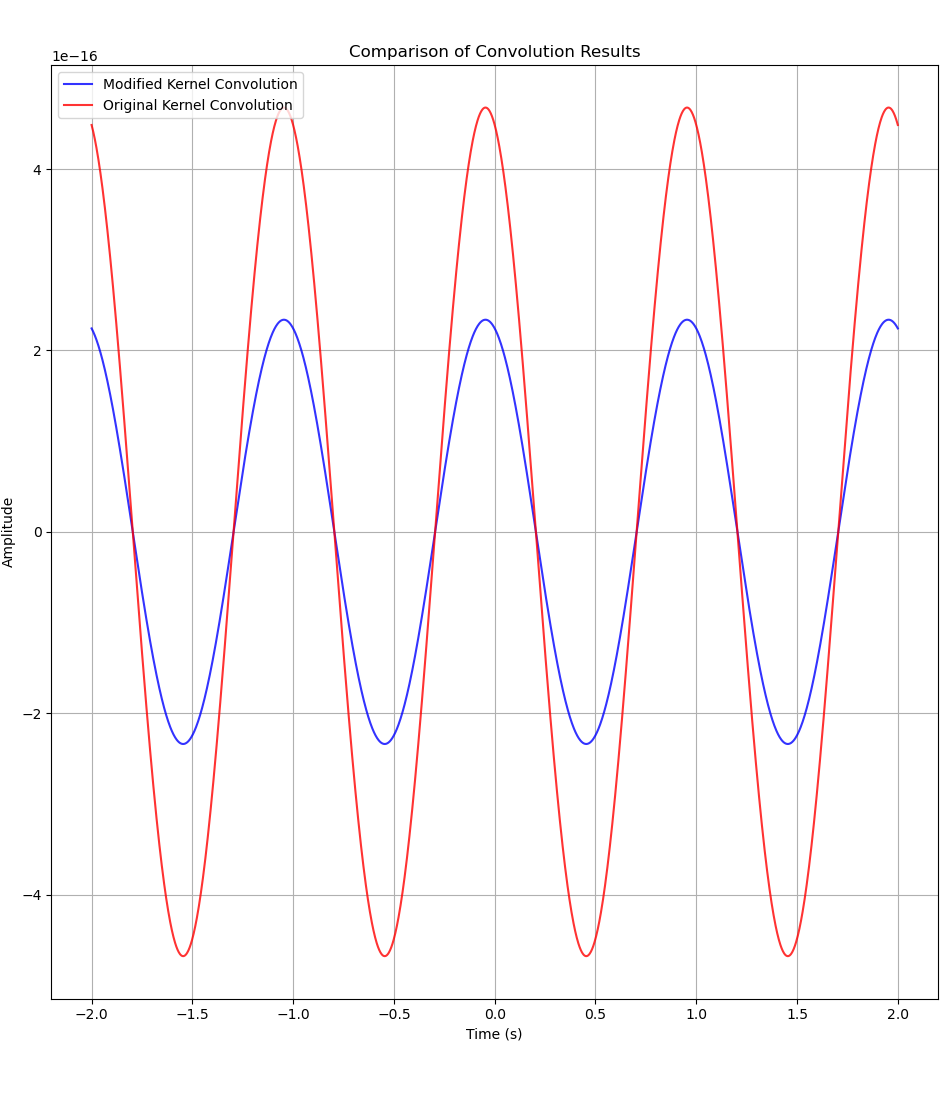 Comparison of Convolution Results
1e−16
Modified Kernel Convolution
Original Kernel Convolution
4
2
0
−2
−4
Amplitude
−2.0 −1.5 −1.0 −0.5 0.0 0.5 1.0 1.5 2.0
Time (s)